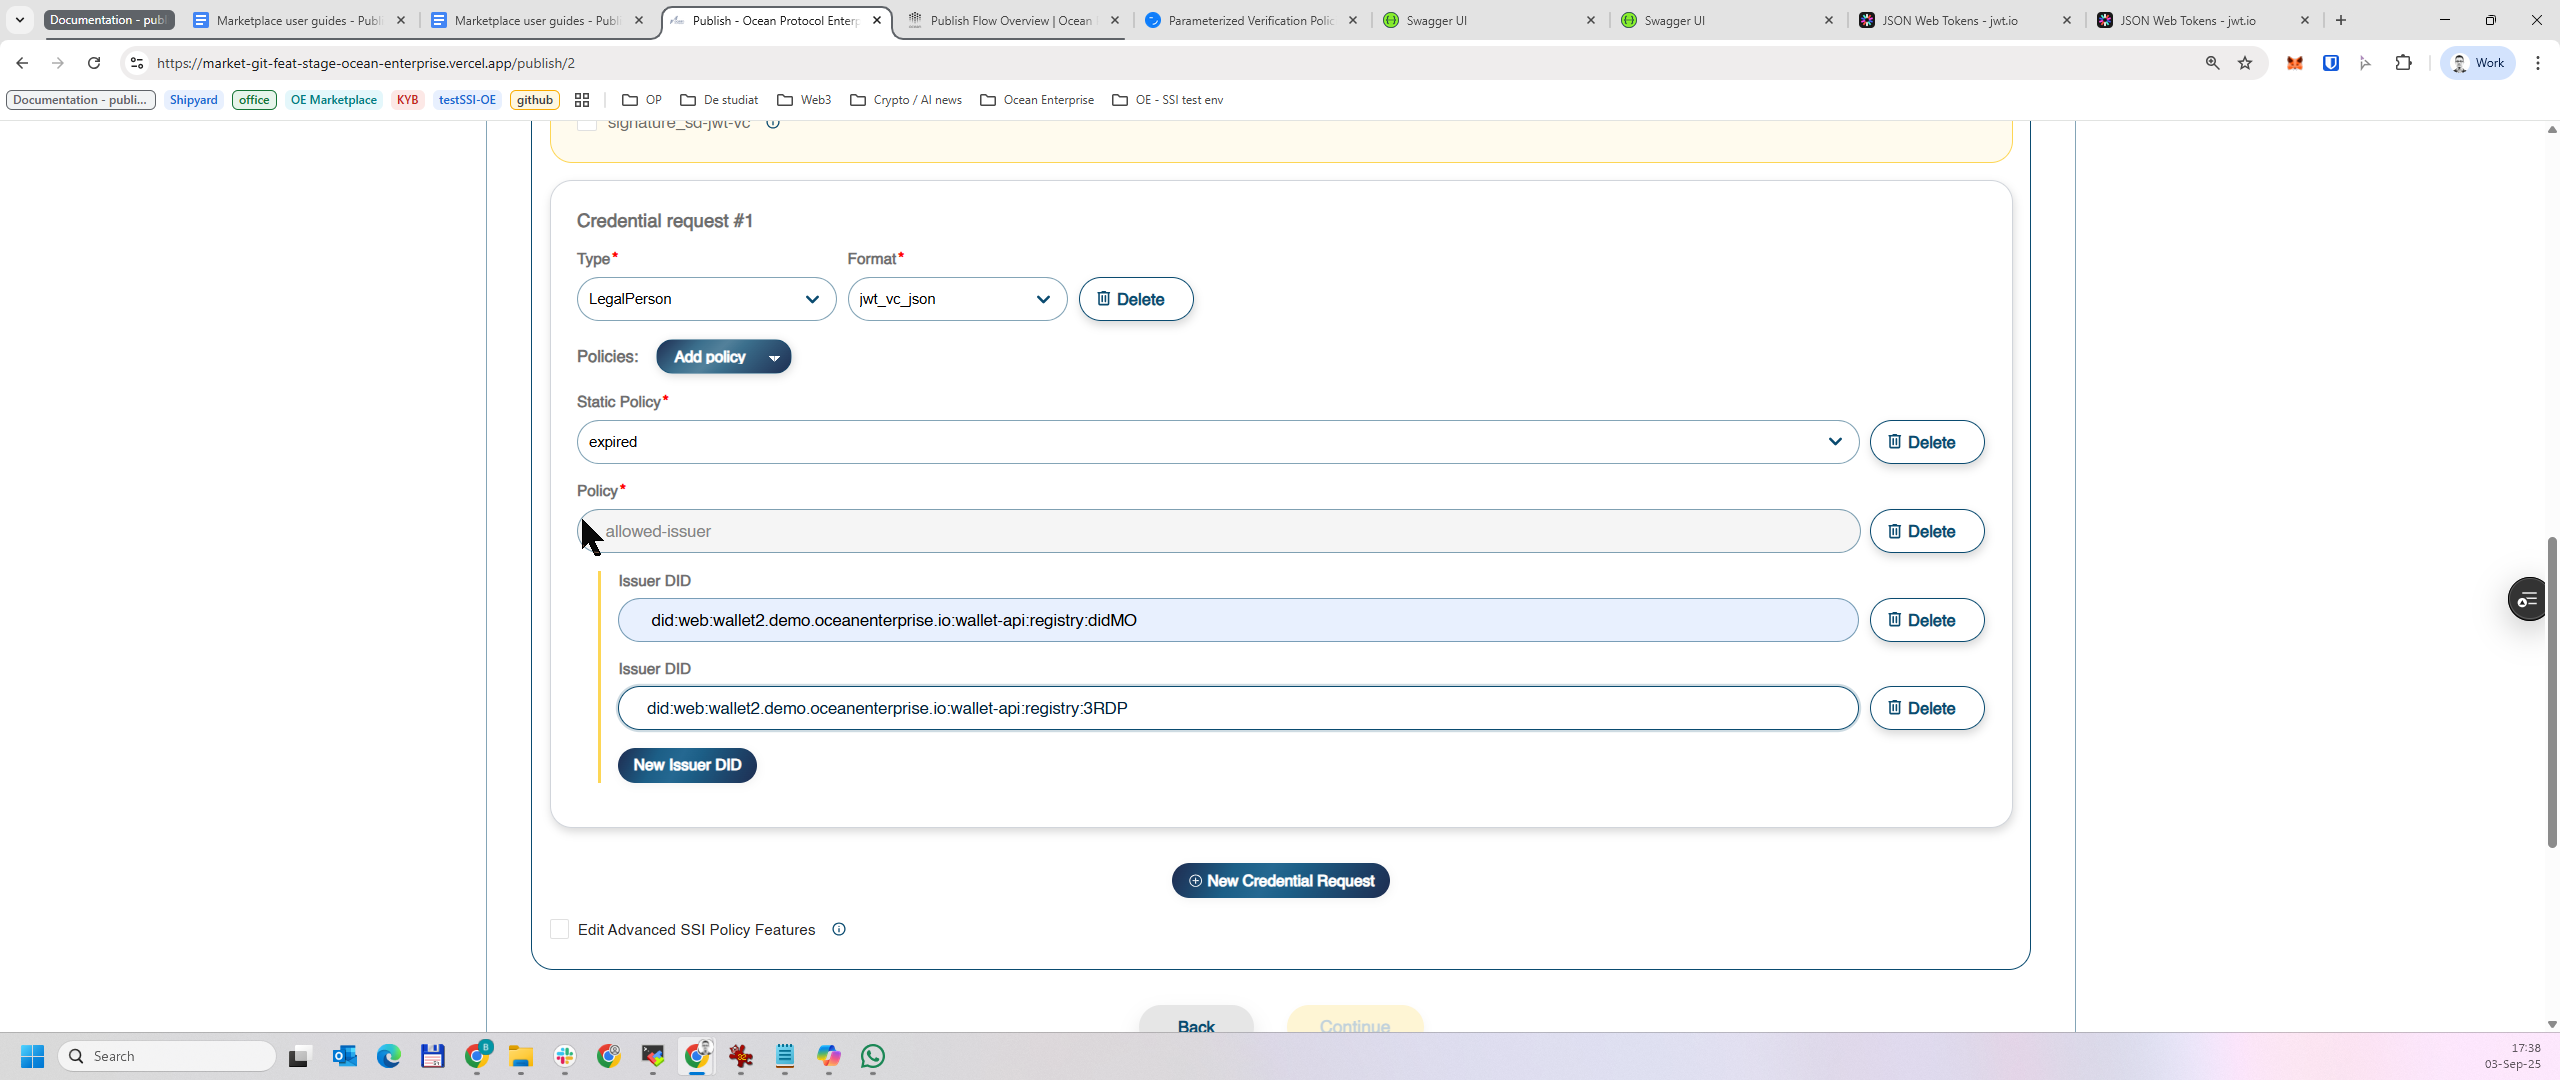 Documentation - publ
Marketplace user guides - Publ
Marketplace user guides - Publ
Publish - Ocean Protocol Enterp
Publish Flow Overview | Ocean
Parameterized Verification Polic
Swagger UI
Swagger UI
JSON Web Tokens - jwt.io
JSON Web Tokens - jwt.io
https://market-git-feat-stage-ocean-enterprise.vercel.app/publish/2
Work
Documentation - publi...
Shipyard
office
OE Marketplace
KYB
testSSI-OE
github
OP
De studiat
Web3
Crypto / AI news
Ocean Enterprise
OE - SSI test env
signature_sd-jwt-vc
Credential request #1
Type*
Format*
LegalPerson
jwt_vc_json
Delete
Policies:
Add policy
Static Policy*
expired
Delete
Policy*
allowed-issuer
Delete
Issuer DID
did:web:wallet2.demo.oceanenterprise.io:wallet-api:registry:didMO
Delete
Issuer DID
did:web:wallet2.demo.oceanenterprise.io:wallet-api:registry:3RDP
Delete
New Issuer DID
New Credential Request
Edit Advanced SSI Policy Features
Back
Continue
Search
17:38
03-Sep-25